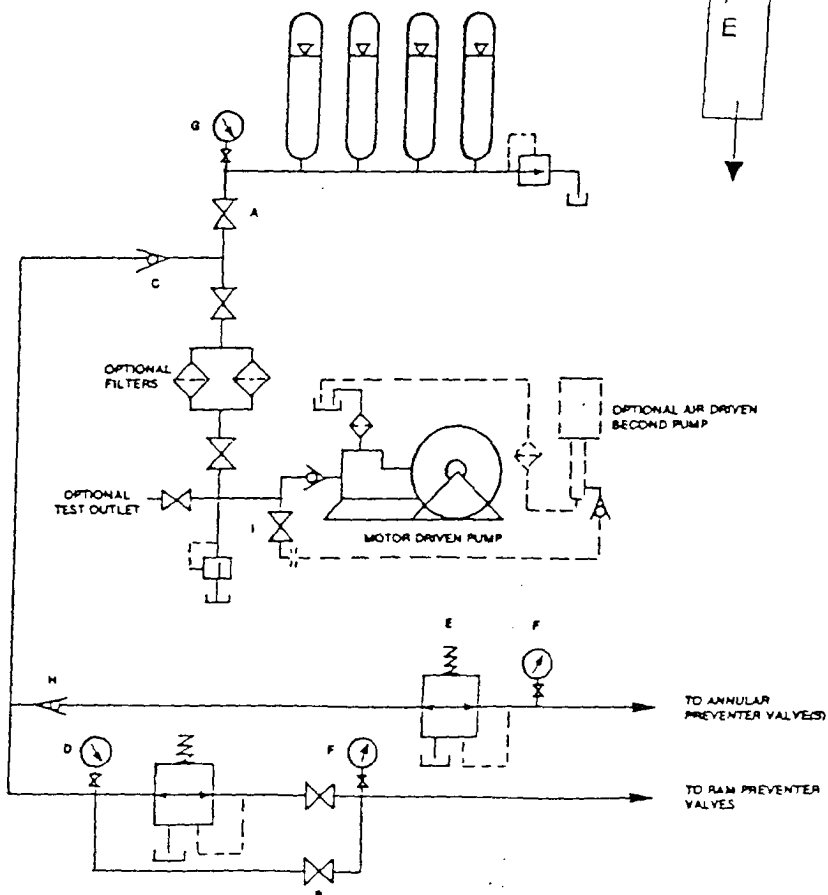 E
G
A
C
OPTIONAL
FILTERS
OPTIONAL AIR DRIVEN
SECOND PUMP
OPTIONAL
TEST OUTLET
I
MOTOR DRIVEN PUMP
E
F
H
TO ANNULAR
PREVENTER VALVE(S)
D
F
TO RAM PREVENTER
VALVES